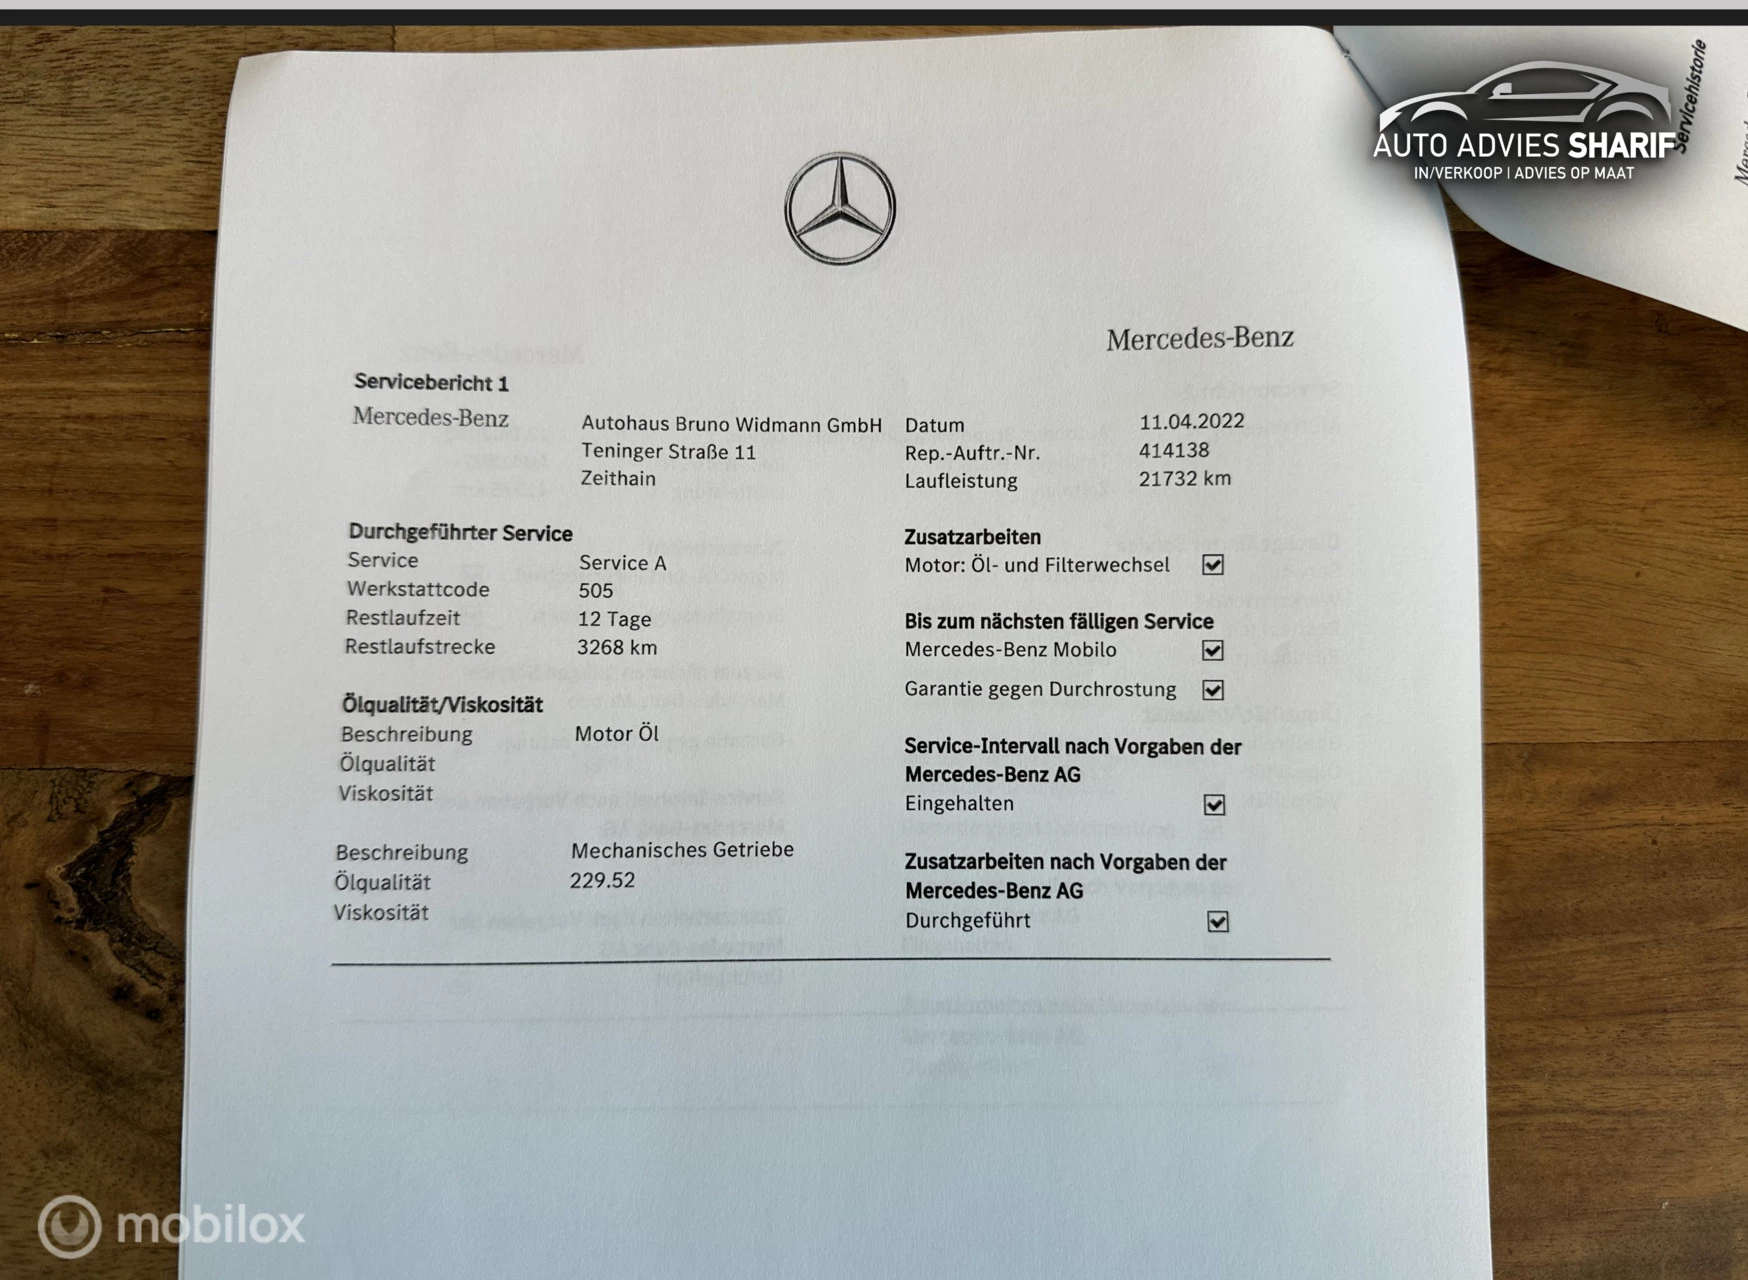 AUTO ADVIES SHARIF
IN/VERKOOP | ADVIES OP MAAT
Servicehistorie
Mercedes-Benz
Servicebericht 1
Mercedes-Benz
Autohaus Bruno Widmann GmbH
Teninger Straße 11
Zeithain
Datum 11.04.2022
Rep.-Auftr.-Nr. 414138
Laufleistung 21732 km
Durchgeführter Service
Service Service A
Werkstattcode 505
Restlaufzeit 12 Tage
Restlaufstrecke 3268 km
Ölqualität/Viskosität
Beschreibung Motor Öl
Ölqualität
Viskosität
Beschreibung Mechanisches Getriebe
Ölqualität 229.52
Viskosität
Zusatzarbeiten
Motor: Öl- und Filterwechsel
Bis zum nächsten fälligen Service
Mercedes-Benz Mobilo
Garantie gegen Durchrostung
Service-Intervall nach Vorgaben der
Mercedes-Benz AG
Eingehalten
Zusatzarbeiten nach Vorgaben der
Mercedes-Benz AG
Durchgeführt
mobilox